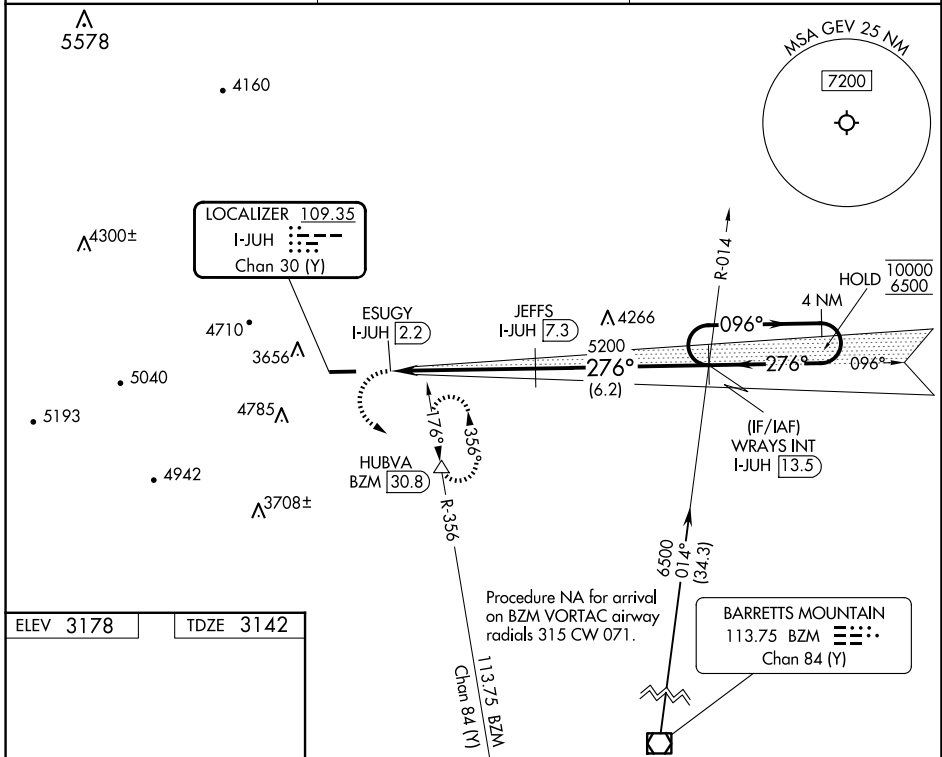 5578
4160
MSA GEV 25 NM
7200
LOCALIZER 109.35
I-JUH
Chan 30 (Y)
4300±
R-014
HOLD
10000
6500
4 NM
ESUGY
I-JUH 2.2
JEFFS
I-JUH 7.3
4266
096°
4710
3656
5200
276°
(6.2)
276°
096°
5040
5193
4785
(IF/IAF)
WRAYS INT
I-JUH 13.5
176°
356°
HUBVA
BZM 30.8
4942
3708±
R-356
6500
014°
(34.3)
Procedure NA for arrival
on BZM VORTAC airway
radials 315 CW 071.
BARRETTS MOUNTAIN
113.75 BZM
Chan 84 (Y)
ELEV 3178
TDZE 3142
113.75 BZM
Chan 84 (Y)